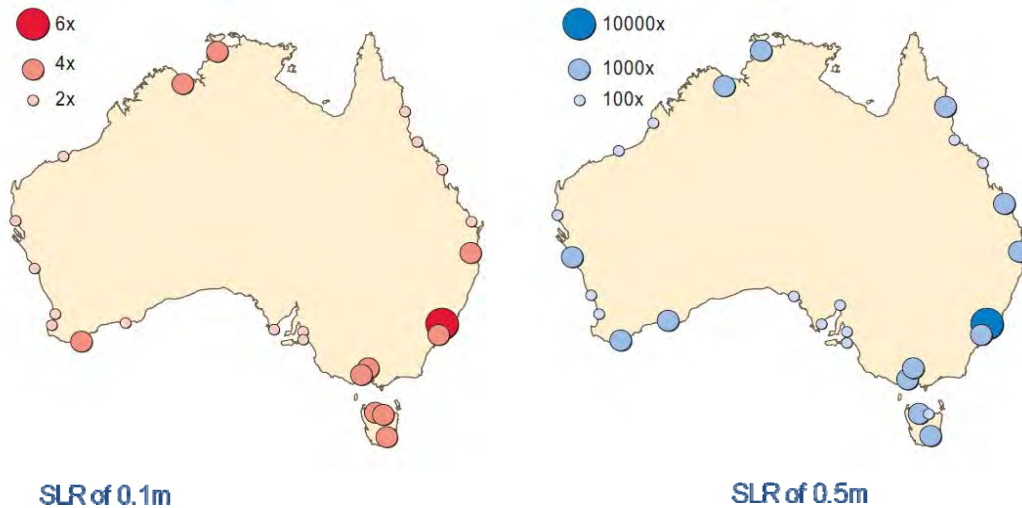 6x
4x
2x
10000x
1000x
100x
SLR of 0.1m
SLR of 0.5m